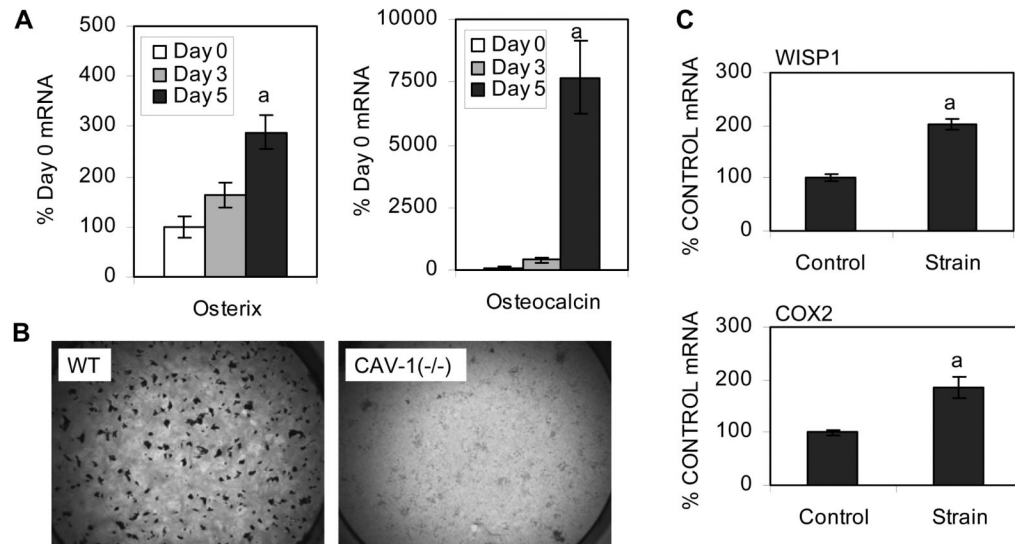 A
% Day 0 mRNA
500
400
300
200
100
0
Day 0
Day 3
Day 5
a
Osterix
% Day 0 mRNA
10000
7500
5000
2500
0
Day 0
Day 3
Day 5
a
Osteocalcin
B
WT
CAV-1(-/-)
C
WISP1
% CONTROL mRNA
300
200
100
0
a
Control
Strain
COX2
% CONTROL mRNA
300
200
100
0
a
Control
Strain